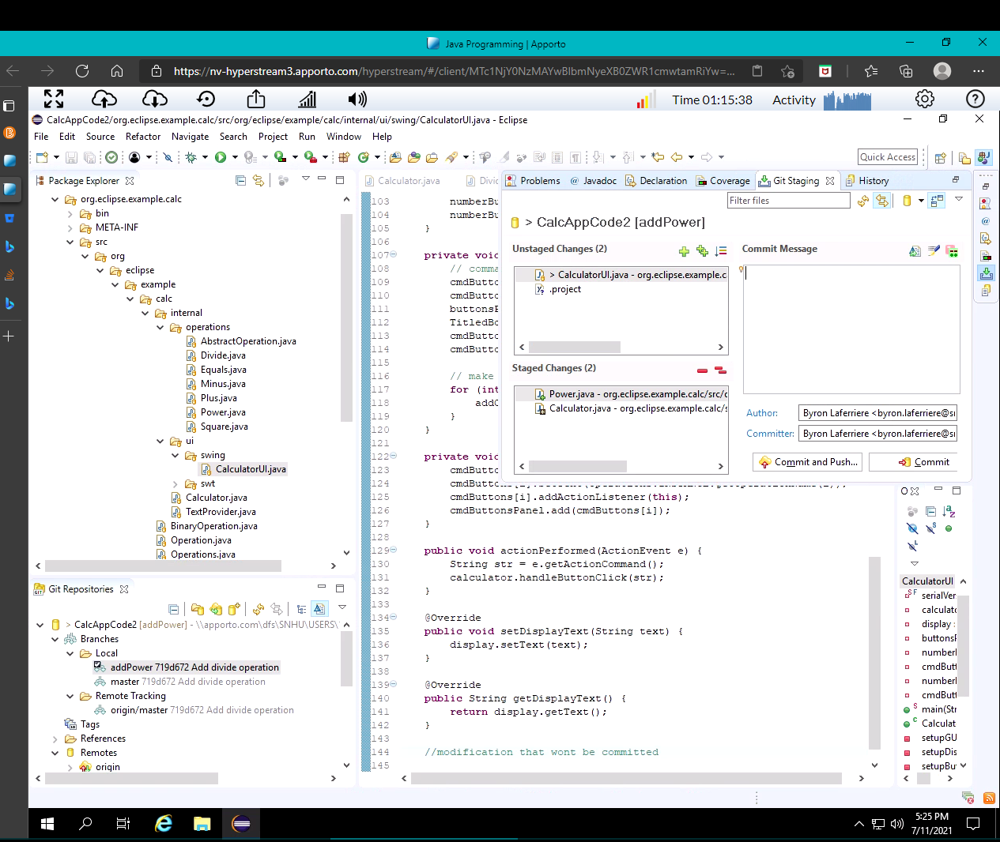 Java Programming | Apporto
https://nv-hyperstream3.apporto.com/hyperstream/#/client/MTc1NjY0NzMAYwBlbmNyeXB0ZWR1cmwtamRiYw=...
Time 01:15:38 Activity
CalcAppCode2/org.eclipse.example.calc/src/org/eclipse/example/calc/internal/ui/swing/CalculatorUI.java - Eclipse
File Edit Source Refactor Navigate Search Project Run Window Help
Quick Access
Package Explorer
org.eclipse.example.calc
bin
META-INF
src
org
eclipse
example
calc
internal
operations
AbstractOperation.java
Divide.java
Equals.java
Minus.java
Plus.java
Power.java
Square.java
ui
swing
CalculatorUI.java
swt
Calculator.java
TextProvider.java
BinaryOperation.java
Operation.java
Operations.java
Git Repositories
> CalcAppCode2 [addPower] - \\apporto.com\dfs\SNHU\USERS\
Branches
Local
addPower 719d672 Add divide operation
master 719d672 Add divide operation
Remote Tracking
origin/master 719d672 Add divide operation
Tags
References
Remotes
origin
Calculator.java Divi
103 numberBu
104 numberBu
105 }
106
107 private void
108 // comma
109 cmdButto
110 cmdButto
111 buttonsP
112 TitledBo
113 cmdButto
114 cmdButto
115
116 // make
117 for (int
118 addC
119 }
120 }
121
122 private void
123 cmdButto
124
125 cmdButtons[i].addActionListener(this);
126 cmdButtonsPanel.add(cmdButtons[i]);
127 }
128
129 public void actionPerformed(ActionEvent e) {
130 String str = e.getActionCommand();
131 calculator.handleButtonClick(str);
132 }
133
134 @Override
135 public void setDisplayText(String text) {
136 display.setText(text);
137 }
138
139 @Override
140 public String getDisplayText() {
141 return display.getText();
142 }
143
144 //modification that wont be committed
145
Problems @ Javadoc Declaration Coverage Git Staging History
Filter files
> CalcAppCode2 [addPower]
Unstaged Changes (2)
> CalculatorUI.java - org.eclipse.example.c
.project
Staged Changes (2)
Power.java - org.eclipse.example.calc/src/o
Calculator.java - org.eclipse.example.calc/s
Commit Message
Author: Byron Laferriere <byron.laferriere@sn
Committer: Byron Laferriere <byron.laferriere@sn
Commit and Push... Commit
CalculatorUI
serialVer
calculato
display :
buttonsP
numberl
cmdButt
numberl
cmdButt
main(Str
Calculat
setupGU
setupDis
setupBu
5:25 PM
7/11/2021